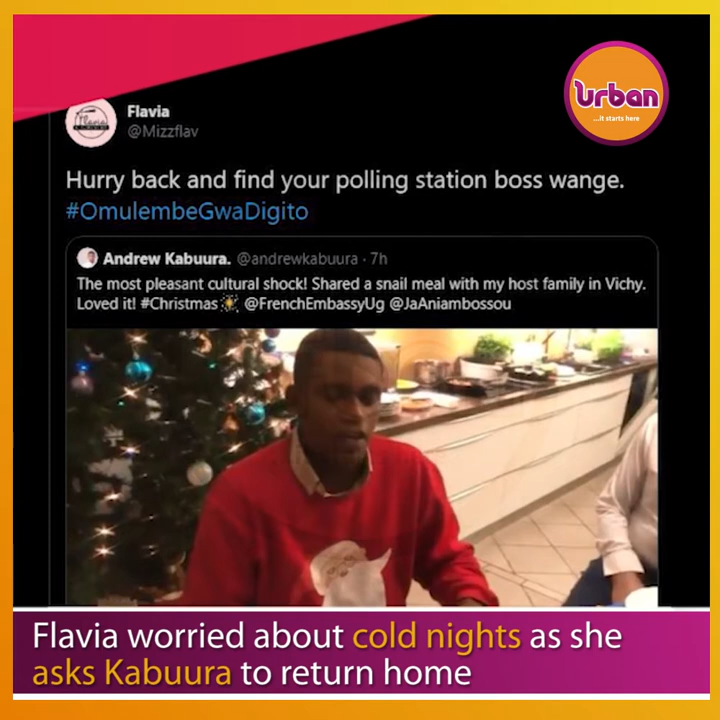 Urban
...it starts here
Flavia
@Mizzflav
Hurry back and find your polling station boss wange.
#OmulembeGwaDigito
Andrew Kabuura. @andrewkabuura · 7h
The most pleasant cultural shock! Shared a snail meal with my host family in Vichy.
Loved it! #Christmas @FrenchEmbassyUg @JaAniambossou
Flavia worried about cold nights as she
asks Kabuura to return home